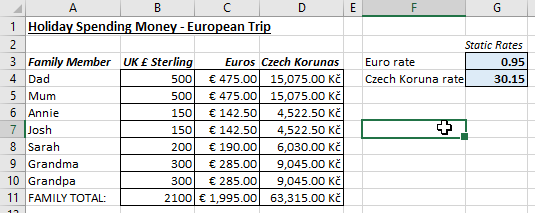 A B C D E F G
1 Holiday Spending Money - European Trip
2 Static Rates
3 Family Member UK £ Sterling Euros Czech Korunas Euro rate 0.95
4 Dad 500 € 475.00 15,075.00 Kč Czech Koruna rate 30.15
5 Mum 500 € 475.00 15,075.00 Kč
6 Annie 150 € 142.50 4,522.50 Kč
7 Josh 150 € 142.50 4,522.50 Kč
8 Sarah 200 € 190.00 6,030.00 Kč
9 Grandma 300 € 285.00 9,045.00 Kč
10 Grandpa 300 € 285.00 9,045.00 Kč
11 FAMILY TOTAL: 2100 € 1,995.00 63,315.00 Kč